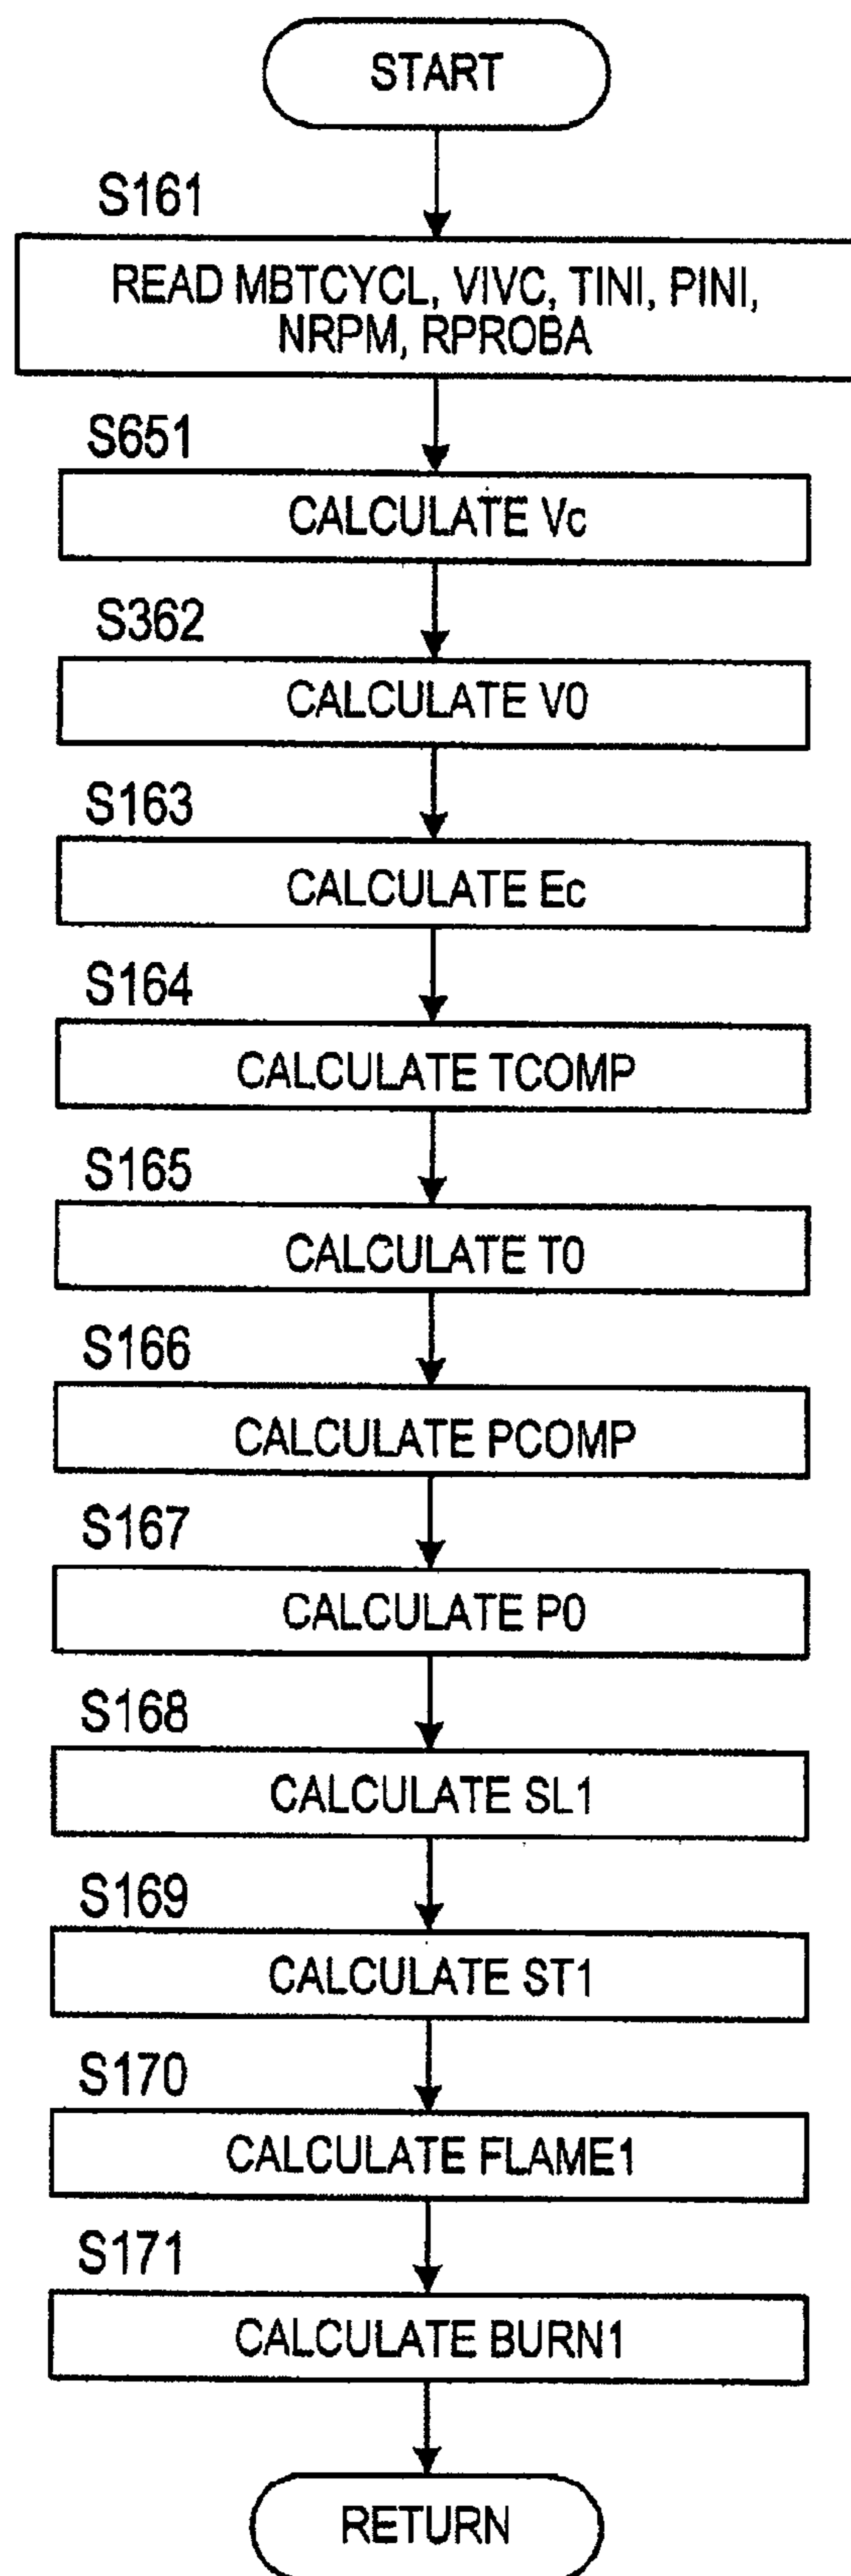 START
S161
READ MBTCYCL, VIVC, TINI, PINI,
NRPM, RPROBA
S651
CALCULATE Vc
S362
CALCULATE V0
S163
CALCULATE Ec
S164
CALCULATE TCOMP
S165
CALCULATE T0
S166
CALCULATE PCOMP
S167
CALCULATE P0
S168
CALCULATE SL1
S169
CALCULATE ST1
S170
CALCULATE FLAME1
S171
CALCULATE BURN1
RETURN